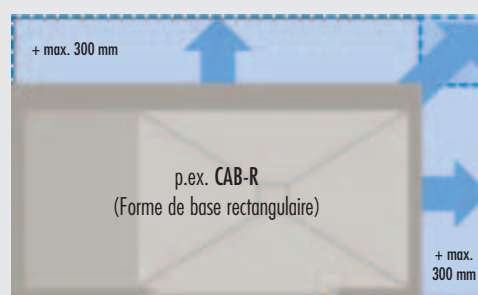 + max. 300 mm
p.ex. CAB-R
(Forme de base rectangulaire)
+ max.
300 mm